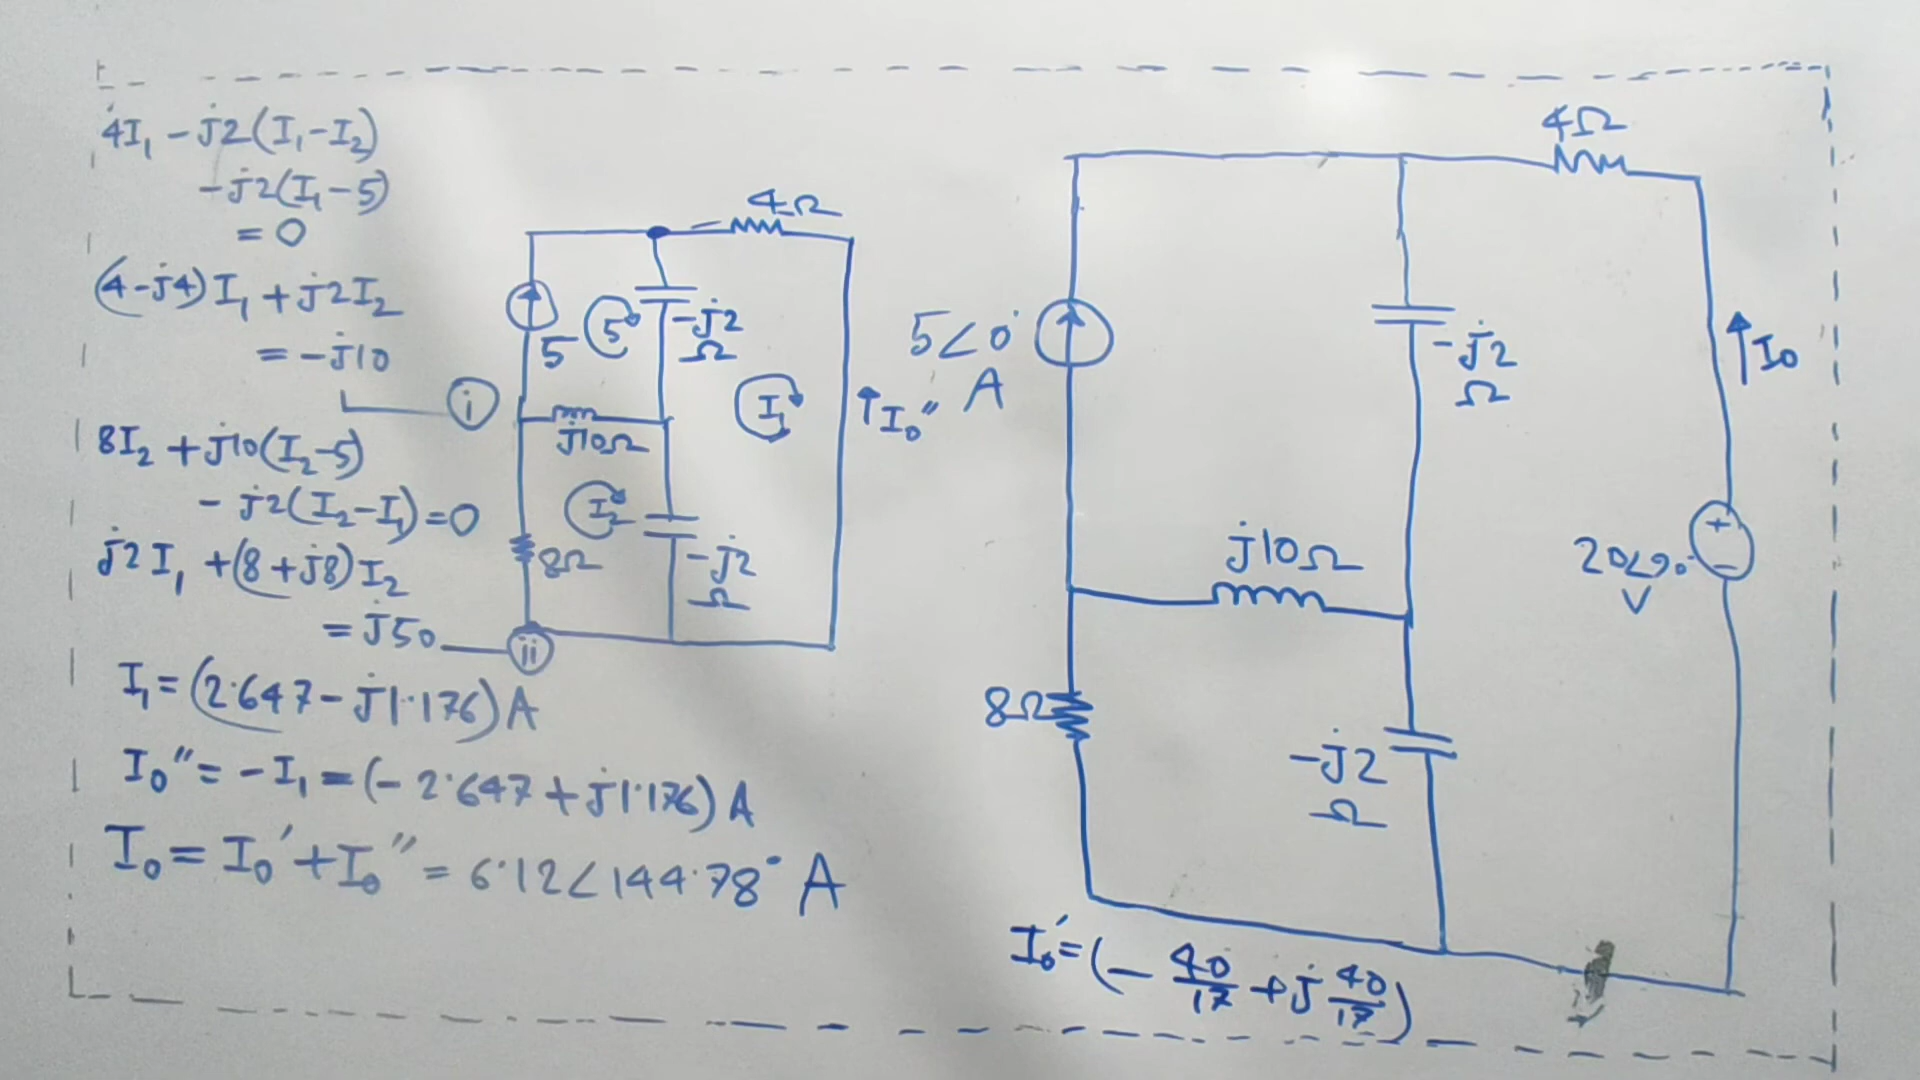 4I₁ - j2(I₁-I₂)
-j2(I₁-5)
= 0
(4-j4)I₁ + j2I₂
= -j10
i
8I₂ + j10(I₂-5)
- j2(I₂-I₁)=0
j2I₁ + (8+j8)I₂
= j50
ii
I₁ = (2.647 - j1.176)A
I₀″ = -I₁ = (-2.647 + j1.176)A
I₀ = I₀′ + I₀″ = 6.12∠144.78° A
4Ω
5
5
-j2
Ω
I₁
↑I₀″
j10Ω
I₂
8Ω
-j2
Ω
4Ω
5∠0°
A
-j2
Ω
↑I₀
j10Ω
+
20∠90°
-
V
8Ω
-j2
Ω
I₀′=(- 40/17 + j 40/17)